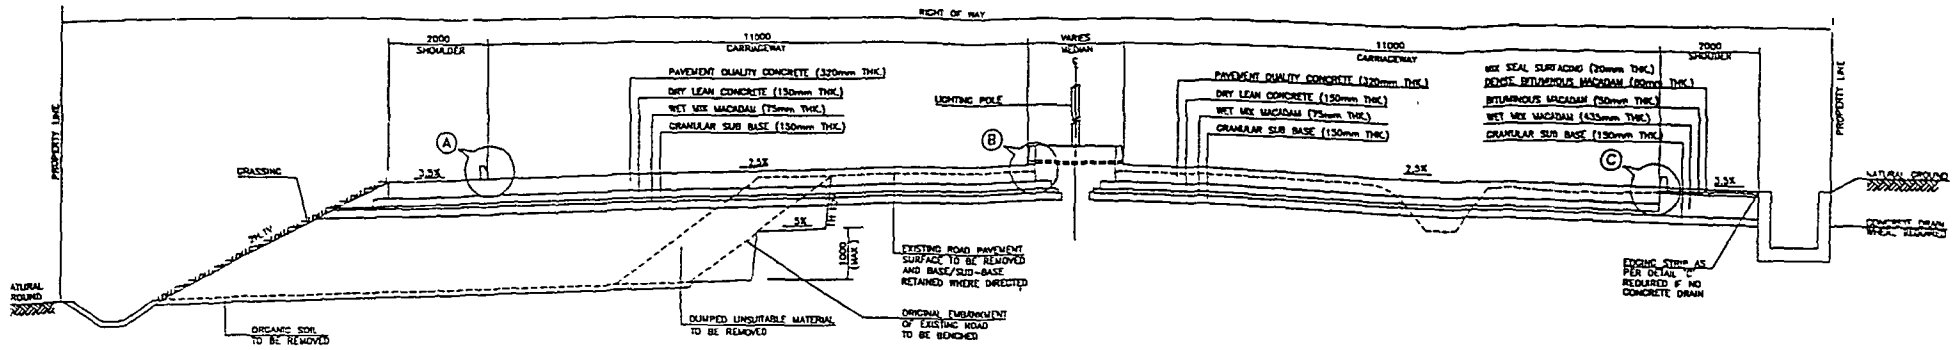 RIGHT OF WAY
2000
SHOULDER
11000
CARRIAGEWAY
VARIES
MEDIAN
11000
CARRIAGEWAY
2000
SHOULDER
PAVEMENT QUALITY CONCRETE (320mm THK.)
DRY LEAN CONCRETE (150mm THK.)
WET MIX MACADAM (75mm THK.)
GRANULAR SUB BASE (150mm THK.)
LIGHTING POLE
PAVEMENT QUALITY CONCRETE (320mm THK.)
DRY LEAN CONCRETE (150mm THK.)
WET MIX MACADAM (75mm THK.)
GRANULAR SUB BASE (150mm THK.)
MIX SEAL SURFACING (20mm THK.)
DENSE BITUMINOUS MACADAM (80mm THK.)
BITUMINOUS MACADAM (50mm THK.)
WET MIX MACADAM (435mm THK.)
GRANULAR SUB BASE (150mm THK.)
PROPERTY LINE
PROPERTY LINE
A
B
C
GRASSING
3.5%
2.5%
2.5%
3.5%
5%
1000
(MAX)
NATURAL GROUND
CONCRETE DRAIN
EXISTING ROAD PAVEMENT
SURFACE TO BE REMOVED
AND BASE/SUB-BASE
RETAINED WHERE DIRECTED
EDGING STRIP AS
PER DETAIL 'C'
REQUIRED IF NO
CONCRETE DRAIN
ATURAL
ROUND
ORGANIC SOIL
TO BE REMOVED
DUMPED UNSUITABLE MATERIAL
TO BE REMOVED
ORIGINAL EMBANKMENT
OF EXISTING ROAD
TO BE BENCHED